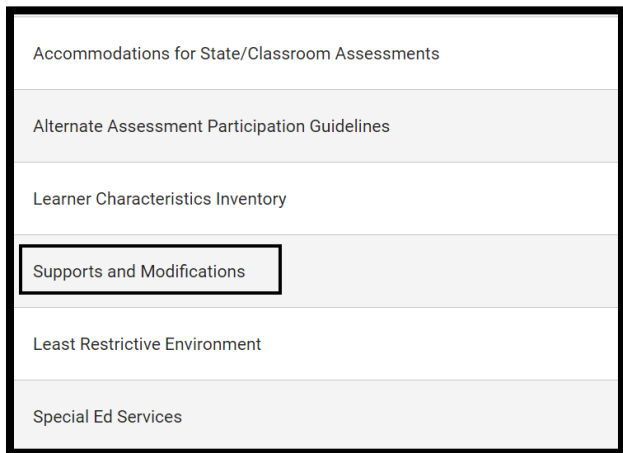 Accommodations for State/Classroom Assessments
Alternate Assessment Participation Guidelines
Learner Characteristics Inventory
Supports and Modifications
Least Restrictive Environment
Special Ed Services